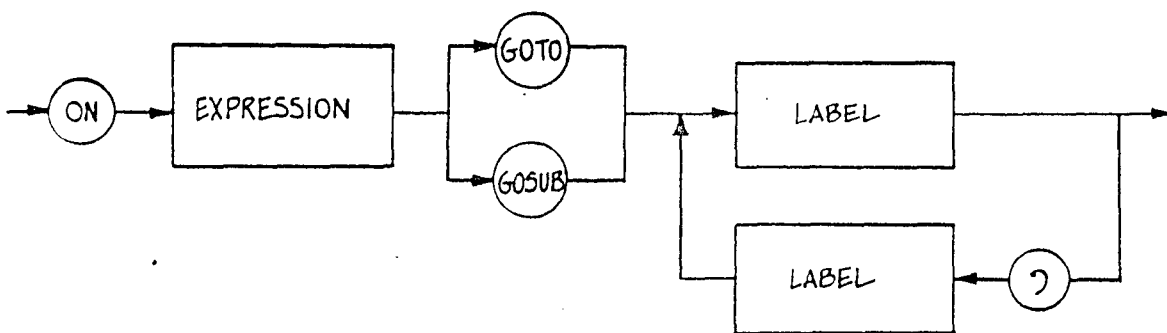 ON
EXPRESSION
GOTO
GOSUB
LABEL
LABEL
,